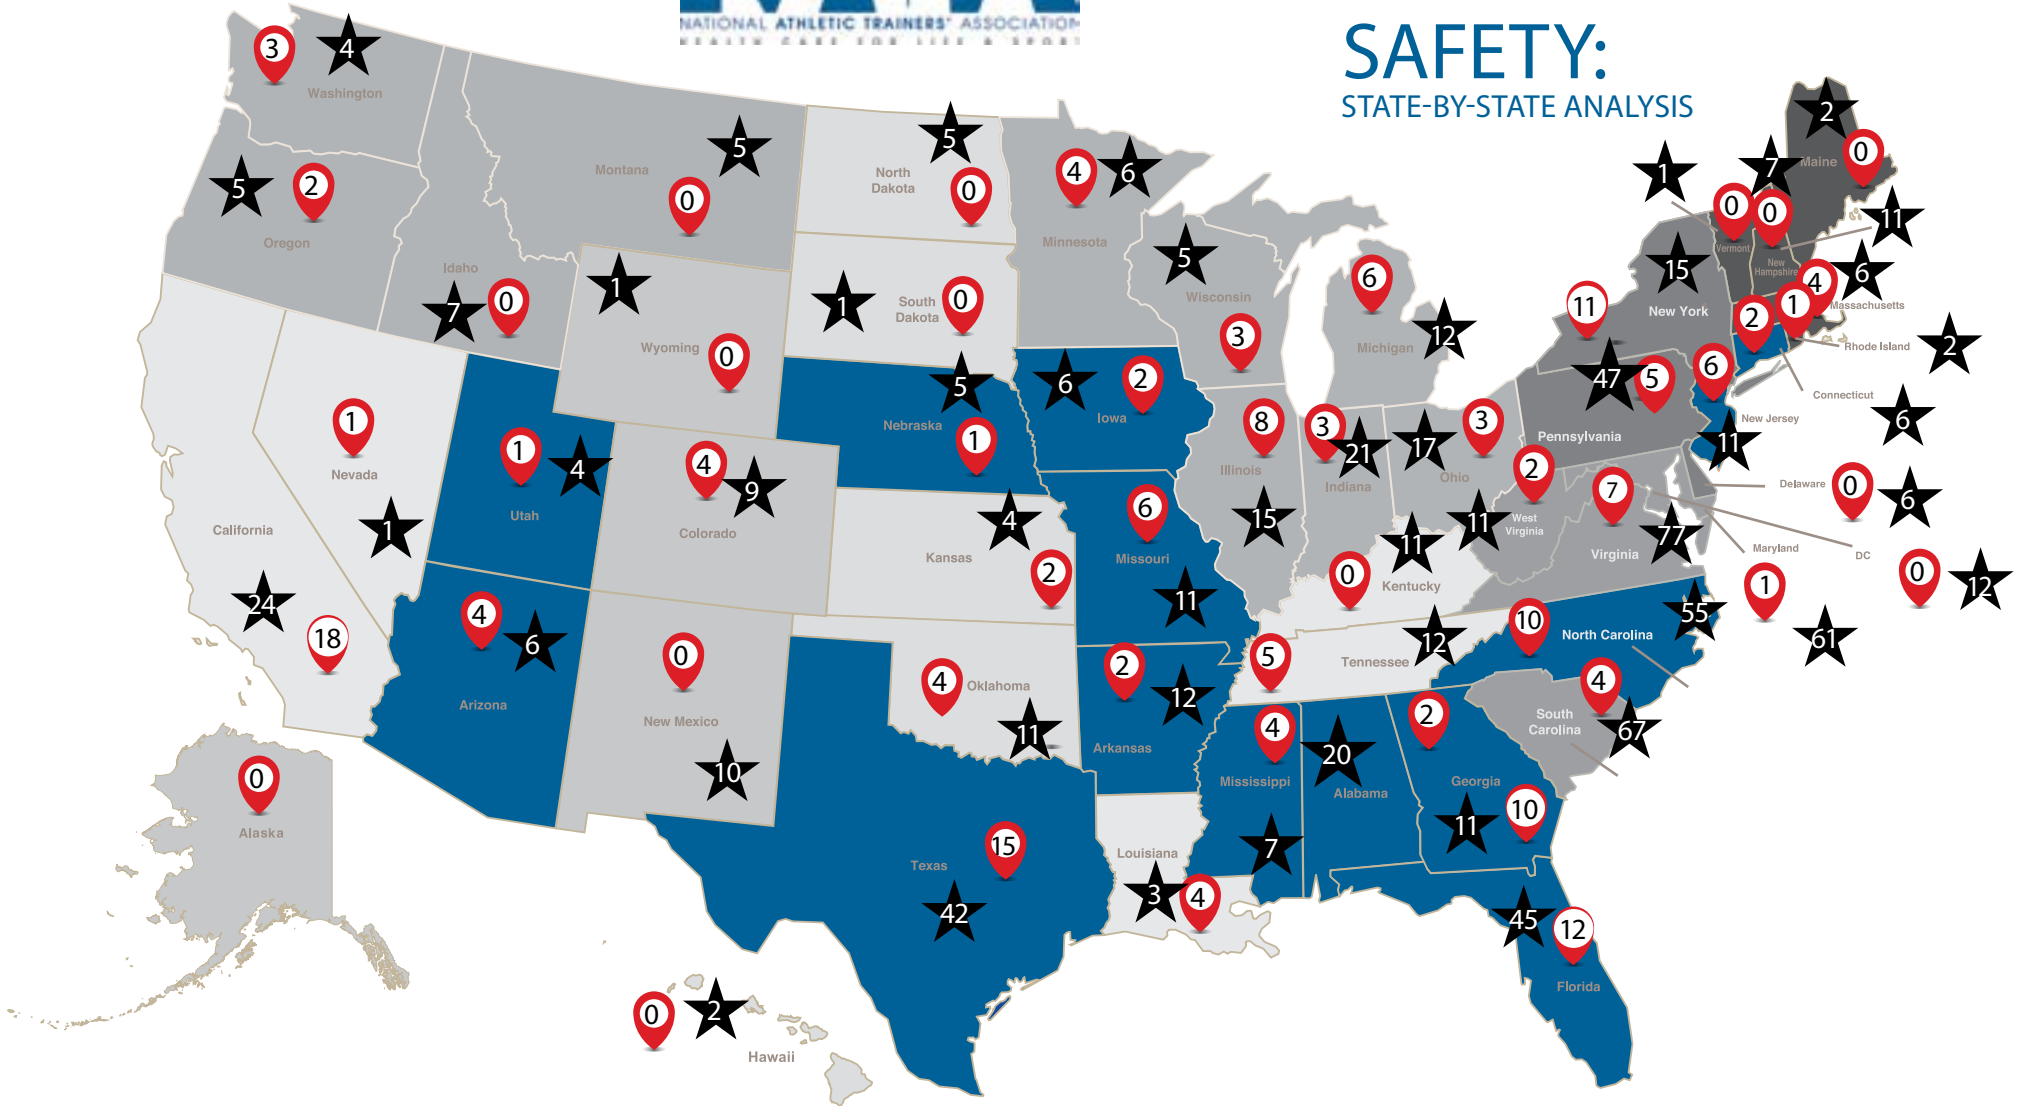 NATIONAL ATHLETIC TRAINERS' ASSOCIATION
HEALTH CARE FOR LIFE & SPORT
SAFETY:
STATE-BY-STATE ANALYSIS
3
4
Washington
5
2
Oregon
Idaho
7
0
Montana
5
0
1
Wyoming
0
North
Dakota
5
0
1
South
Dakota
0
4
6
Minnesota
5
Wisconsin
3
6
Michigan
12
1
Nevada
1
California
24
18
1
4
Utah
4
9
Colorado
5
Nebraska
1
6
2
Iowa
4
Kansas
2
6
Missouri
11
8
Illinois
15
3
21
Indiana
17
3
Ohio
2
11
West
Virginia
7
77
Virginia
11
0
Kentucky
5
12
Tennessee
10
55
North Carolina
4
67
South
Carolina
4
6
Arizona
0
New Mexico
10
4
Oklahoma
11
2
12
Arkansas
15
Texas
42
Louisiana
3
4
4
Mississippi
7
20
Alabama
2
Georgia
11
10
45
12
Florida
0
Alaska
0
2
Hawaii
2
Maine
0
1
7
0
0
Vermont
New
Hampshire
11
15
11
New York
4
6
Massachusetts
1
Rhode Island
2
2
Connecticut
6
47
5
Pennsylvania
6
New Jersey
11
Delaware
0
6
Maryland
1
61
DC
0
12